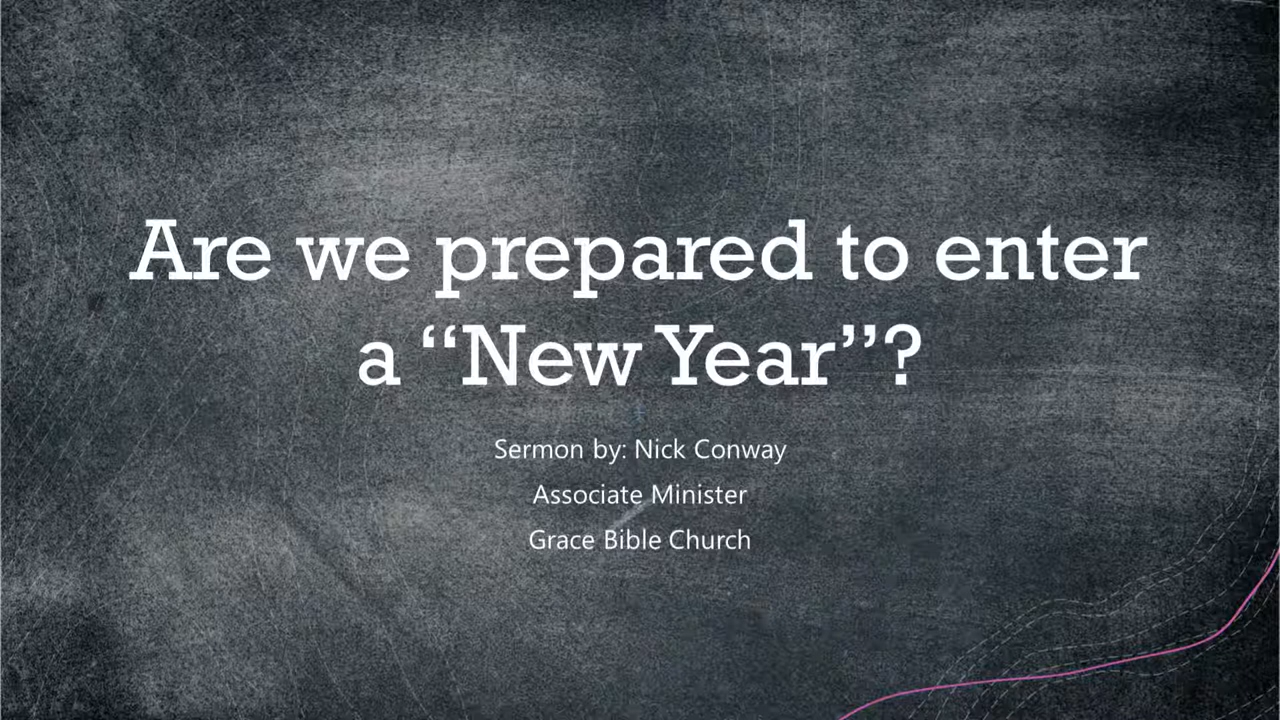 Are we prepared to enter
a “New Year”?
Sermon by: Nick Conway
Associate Minister
Grace Bible Church